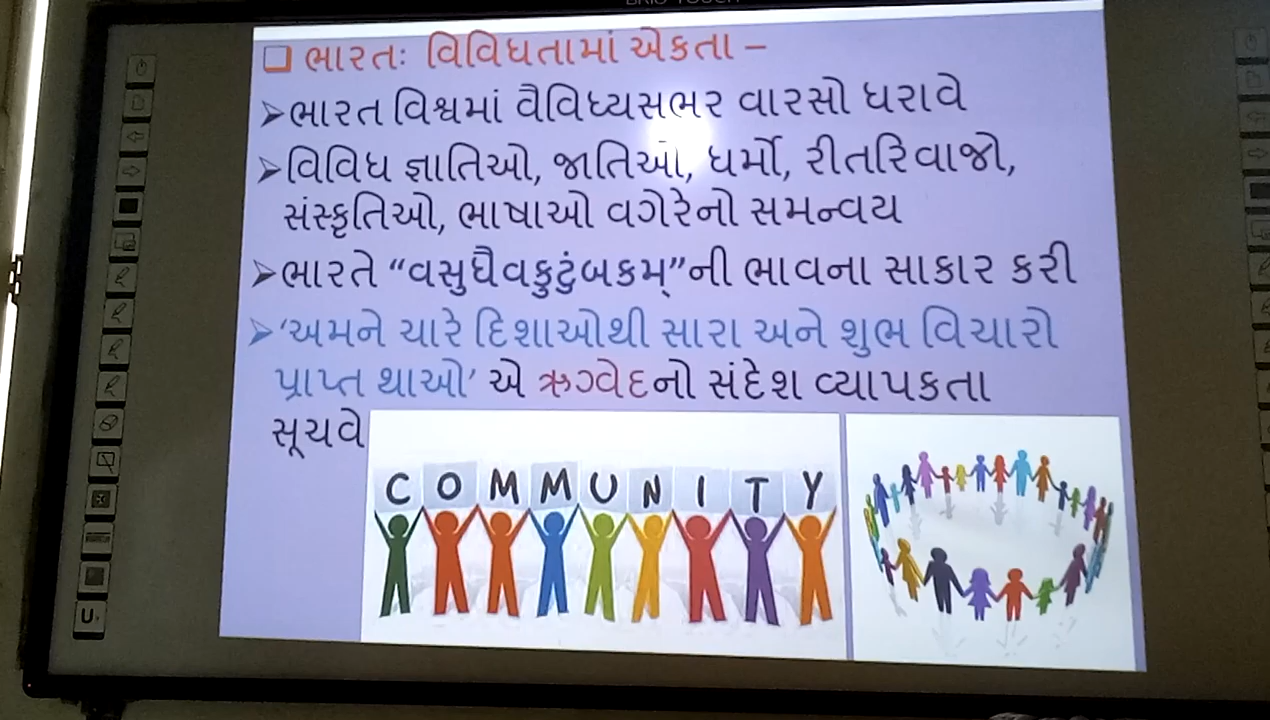 ❑ ભારતઃ વિવિધતામાં એકતા –
➢ભારત વિશ્વમાં વૈવિધ્યસભર વારસો ધરાવે
➢વિવિધ જ્ઞાતિઓ, જાતિઓ, ધર્મો, રીતરિવાજો,
સંસ્કૃતિઓ, ભાષાઓ વગેરેનો સમન્વય
➢ભારતે “વસુધૈવકુટુંબકમ્”ની ભાવના સાકાર કરી
➢‘અમને ચારે દિશાઓથી સારા અને શુભ વિચારો
પ્રાપ્ત થાઓ’ એ ઋગ્વેદનો સંદેશ વ્યાપકતા
સૂચવે
COMMUNITY